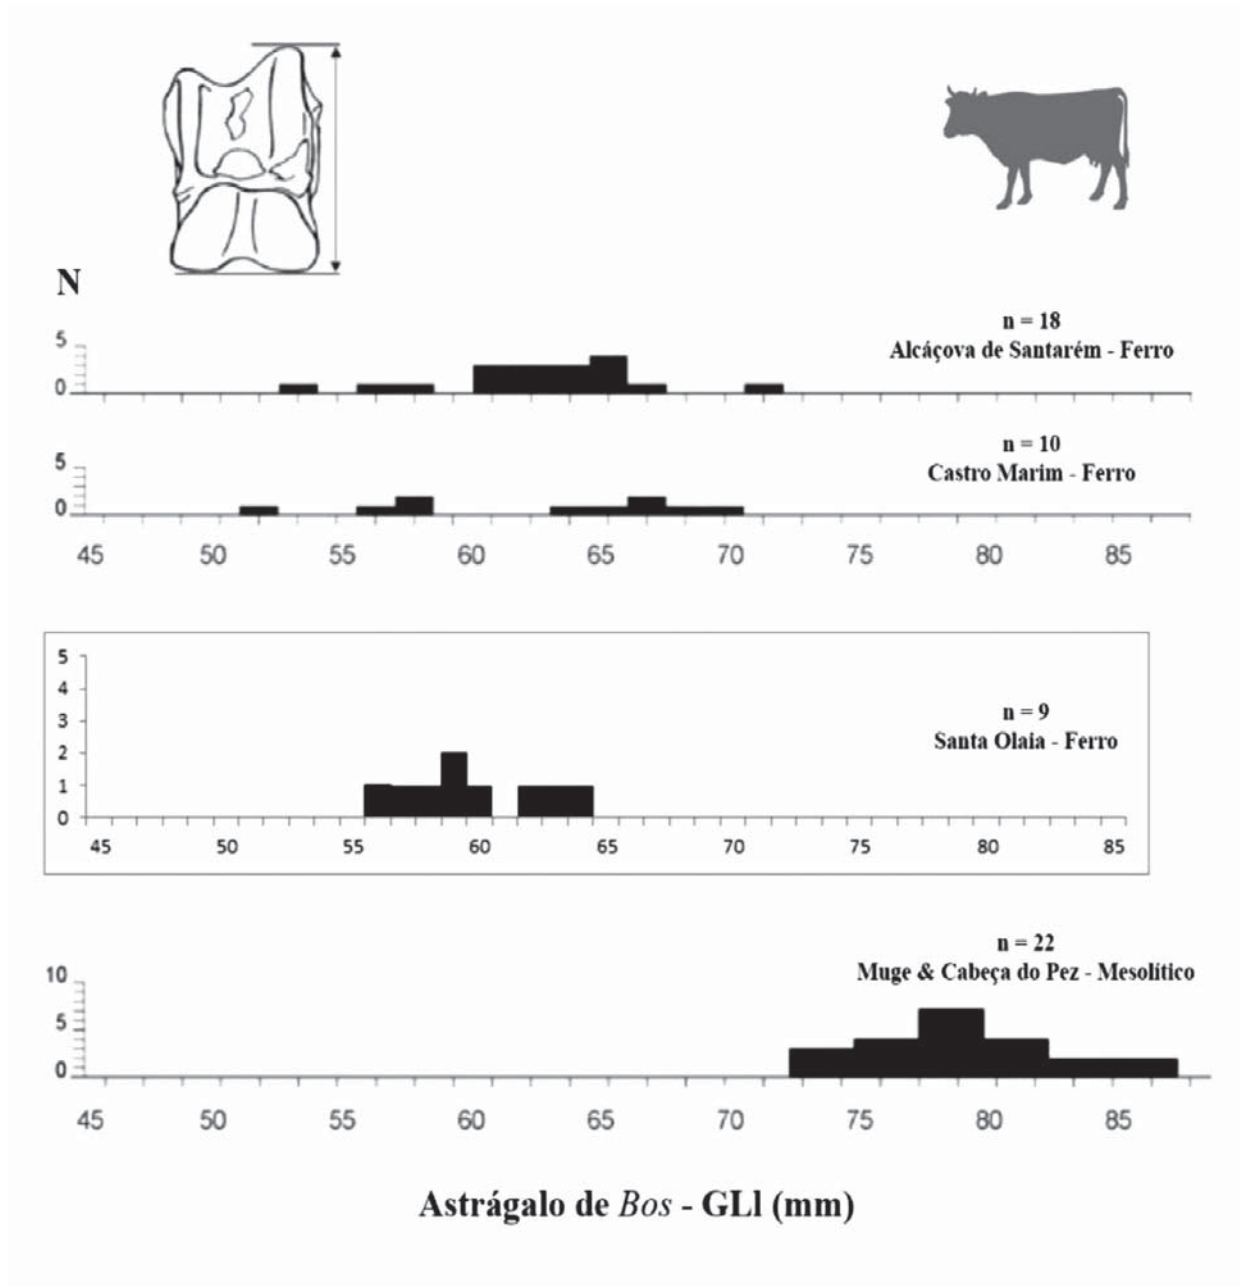 N
n = 18
Alcáçova de Santarém - Ferro
5
0
n = 10
Castro Marim - Ferro
5
0
45 50 55 60 65 70 75 80 85
n = 9
Santa Olaia - Ferro
5
4
3
2
1
0
45 50 55 60 65 70 75 80 85
n = 22
Muge & Cabeça do Pez - Mesolítico
10
5
0
45 50 55 60 65 70 75 80 85
Astrágalo de Bos - GLl (mm)